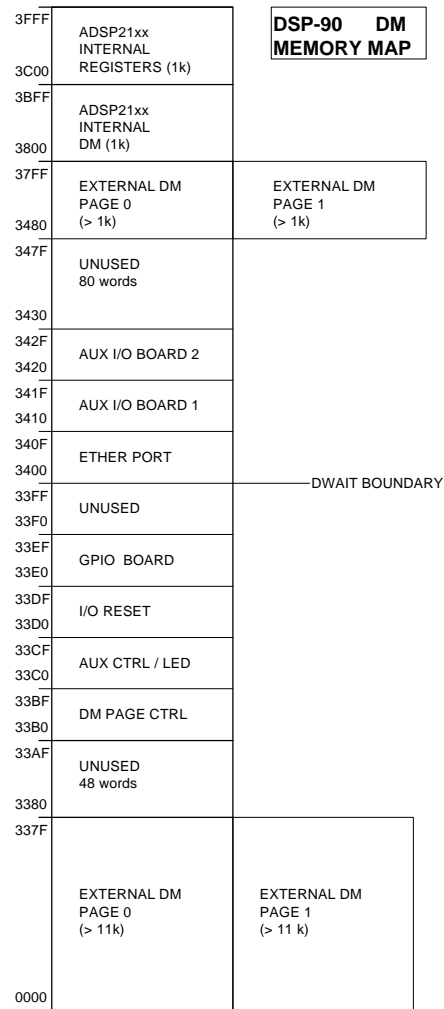 DSP-90 DM
MEMORY MAP
3FFF
ADSP21xx
INTERNAL
REGISTERS (1k)
3C00
3BFF
ADSP21xx
INTERNAL
DM (1k)
3800
37FF
EXTERNAL DM
PAGE 0
(> 1k)
EXTERNAL DM
PAGE 1
(> 1k)
3480
347F
UNUSED
80 words
3430
342F
AUX I/O BOARD 2
3420
341F
AUX I/O BOARD 1
3410
340F
ETHER PORT
3400
DWAIT BOUNDARY
33FF
UNUSED
33F0
33EF
GPIO BOARD
33E0
33DF
I/O RESET
33D0
33CF
AUX CTRL / LED
33C0
33BF
DM PAGE CTRL
33B0
33AF
UNUSED
48 words
3380
337F
EXTERNAL DM
PAGE 0
(> 11k)
EXTERNAL DM
PAGE 1
(> 11 k)
0000